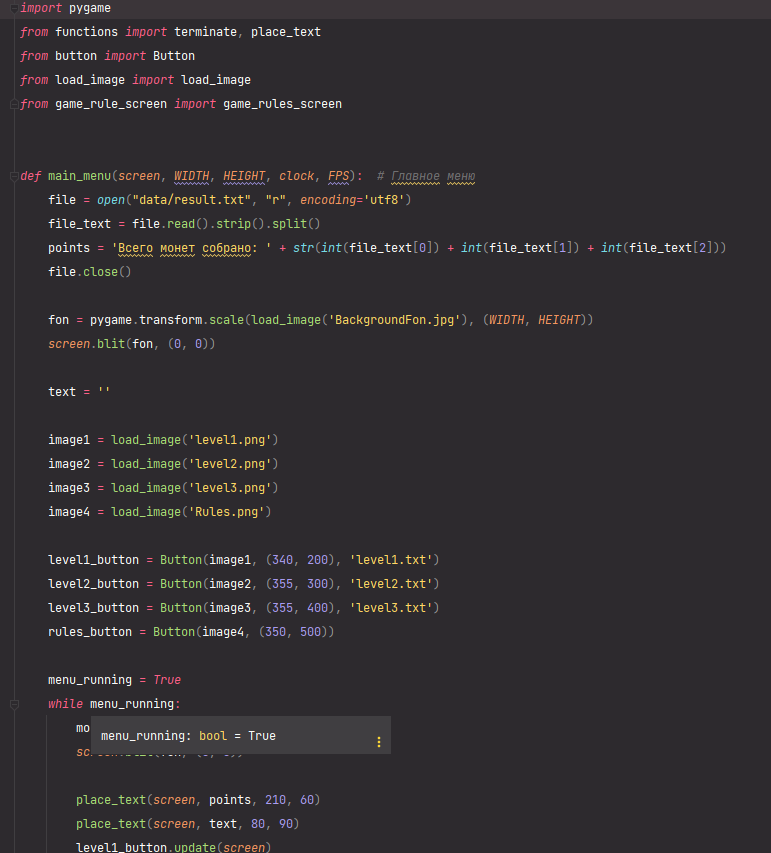 import pygame
from functions import terminate, place_text
from button import Button
from load_image import load_image
from game_rule_screen import game_rules_screen
def main_menu(screen, WIDTH, HEIGHT, clock, FPS):  # Главное меню
    file = open("data/result.txt", "r", encoding='utf8')
    file_text = file.read().strip().split()
    points = 'Всего монет собрано: ' + str(int(file_text[0]) + int(file_text[1]) + int(file_text[2]))
    file.close()
    fon = pygame.transform.scale(load_image('BackgroundFon.jpg'), (WIDTH, HEIGHT))
    screen.blit(fon, (0, 0))
    text = ''
    image1 = load_image('level1.png')
    image2 = load_image('level2.png')
    image3 = load_image('level3.png')
    image4 = load_image('Rules.png')
    level1_button = Button(image1, (340, 200), 'level1.txt')
    level2_button = Button(image2, (355, 300), 'level2.txt')
    level3_button = Button(image3, (355, 400), 'level3.txt')
    rules_button = Button(image4, (350, 500))
    menu_running = True
    while menu_running:
        mo
menu_running: bool = True
        place_text(screen, points, 210, 60)
        place_text(screen, text, 80, 90)
        level1_button.update(screen)